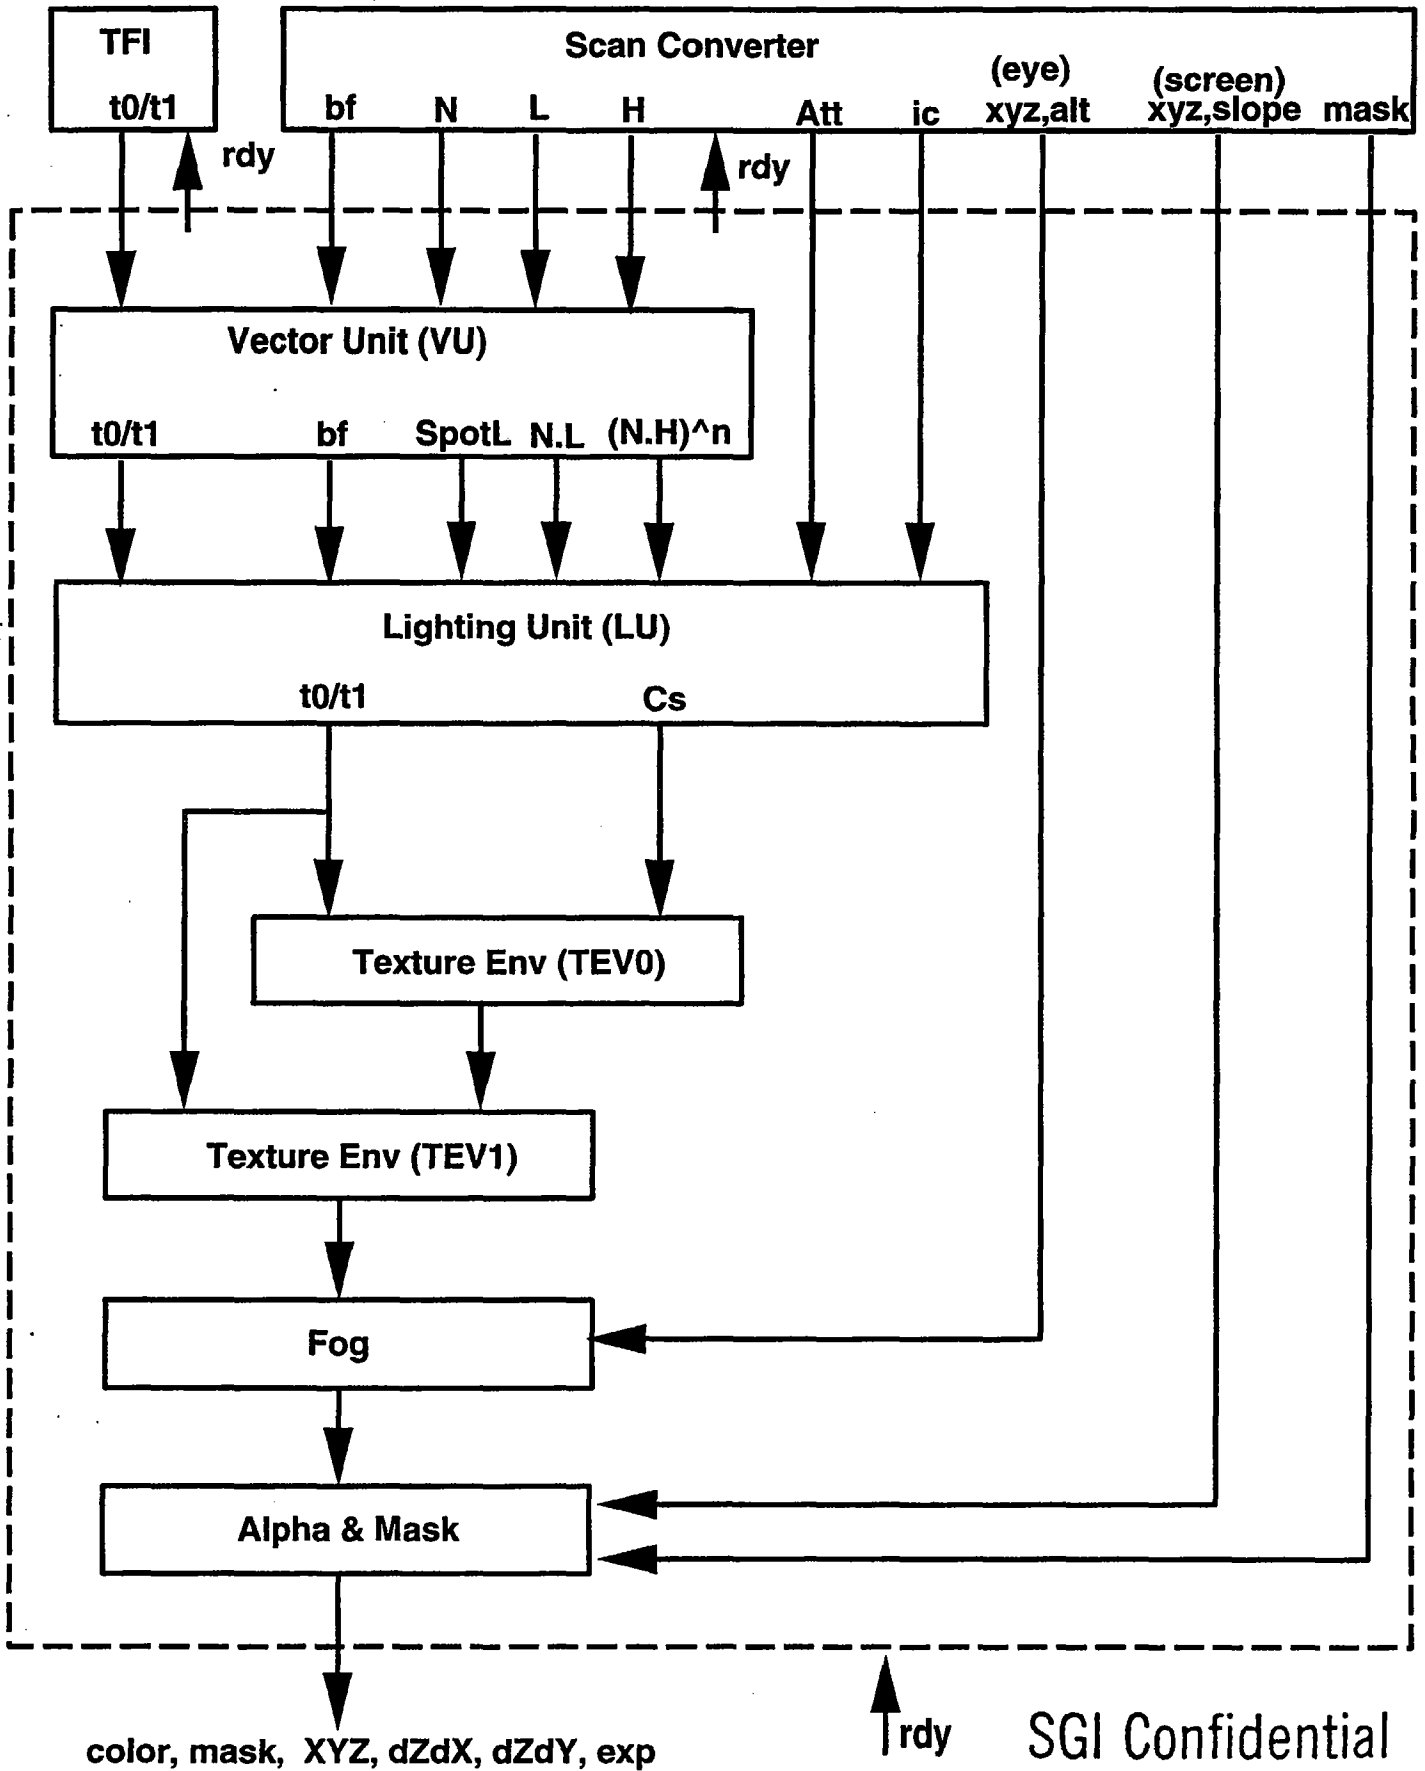 TFI
Scan Converter
(eye)
(screen)
t0/t1
bf N L H Att ic xyz,alt xyz,slope mask
rdy
rdy
Vector Unit (VU)
t0/t1 bf SpotL N.L (N.H)^n
Lighting Unit (LU)
t0/t1 Cs
Texture Env (TEV0)
Texture Env (TEV1)
Fog
Alpha & Mask
rdy
SGI Confidential
color, mask, XYZ, dZdX, dZdY, exp